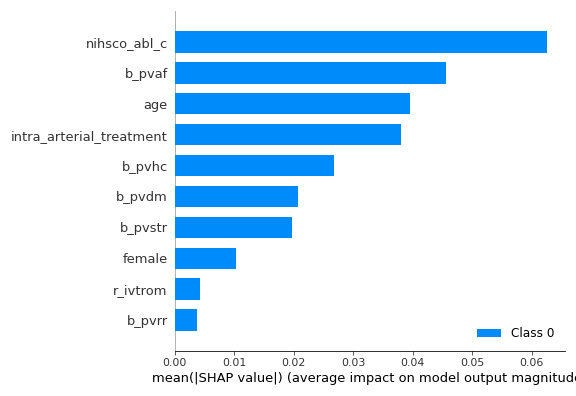 nihsco_abl_c
b_pvaf
age
intra_arterial_treatment
b_pvhc
b_pvdm
b_pvstr
female
r_ivtrom
b_pvrr
Class 0
0.00 0.01 0.02 0.03 0.04 0.05 0.06
mean(|SHAP value|) (average impact on model output magnitude